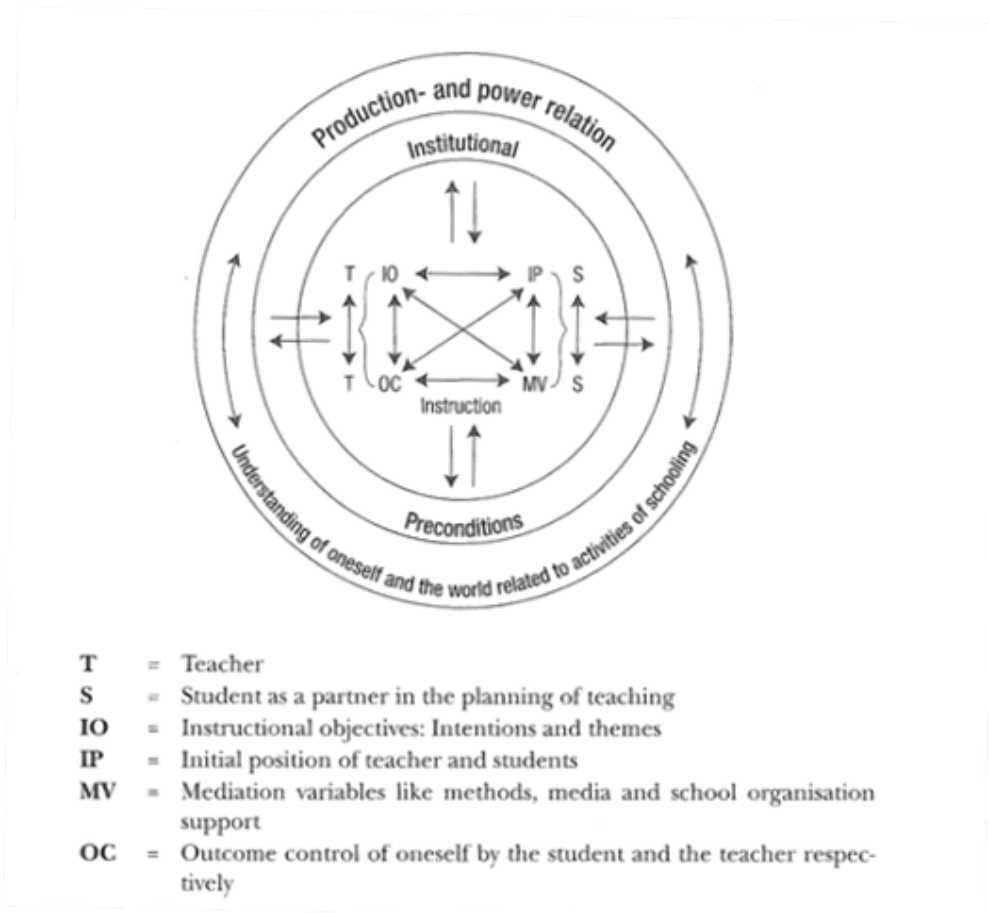 Production- and power relation
Institutional
T IO IP S
T OC MV S
Instruction
Preconditions
Understanding of oneself and the world related to activities of schooling
T = Teacher
S = Student as a partner in the planning of teaching
IO = Instructional objectives: Intentions and themes
IP = Initial position of teacher and students
MV = Mediation variables like methods, media and school organisation
support
OC = Outcome control of oneself by the student and the teacher respec-
tively